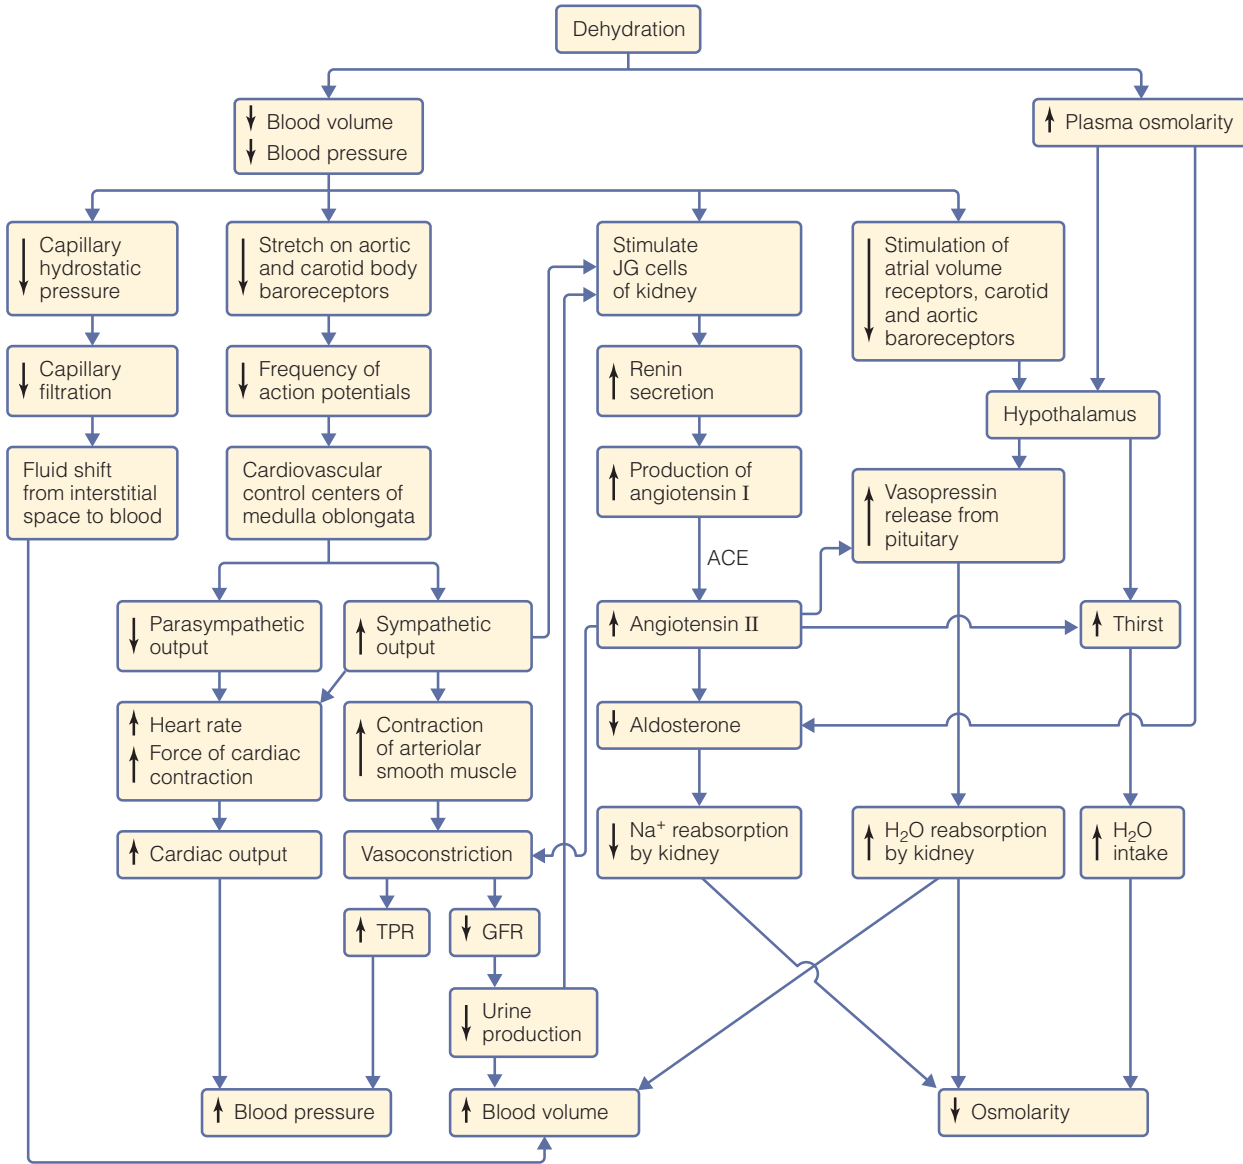 Dehydration
↓ Blood volume
↓ Blood pressure
↑ Plasma osmolarity
↓ Capillary
hydrostatic
pressure
↓ Stretch on aortic
and carotid body
baroreceptors
Stimulate
JG cells
of kidney
↓ Stimulation of
atrial volume
receptors, carotid
and aortic
baroreceptors
↓ Capillary
filtration
↓ Frequency of
action potentials
↑ Renin
secretion
Hypothalamus
Fluid shift
from interstitial
space to blood
Cardiovascular
control centers of
medulla oblongata
↑ Production of
angiotensin I
↑ Vasopressin
release from
pituitary
ACE
↓ Parasympathetic
output
↑ Sympathetic
output
↑ Angiotensin II
↑ Thirst
↑ Heart rate
↑ Force of cardiac
contraction
↑ Contraction
of arteriolar
smooth muscle
↓ Aldosterone
↑ Cardiac output
Vasoconstriction
↓ Na⁺ reabsorption
by kidney
↑ H₂O reabsorption
by kidney
↑ H₂O
intake
↑ TPR
↓ GFR
↓ Urine
production
↑ Blood pressure
↑ Blood volume
↓ Osmolarity